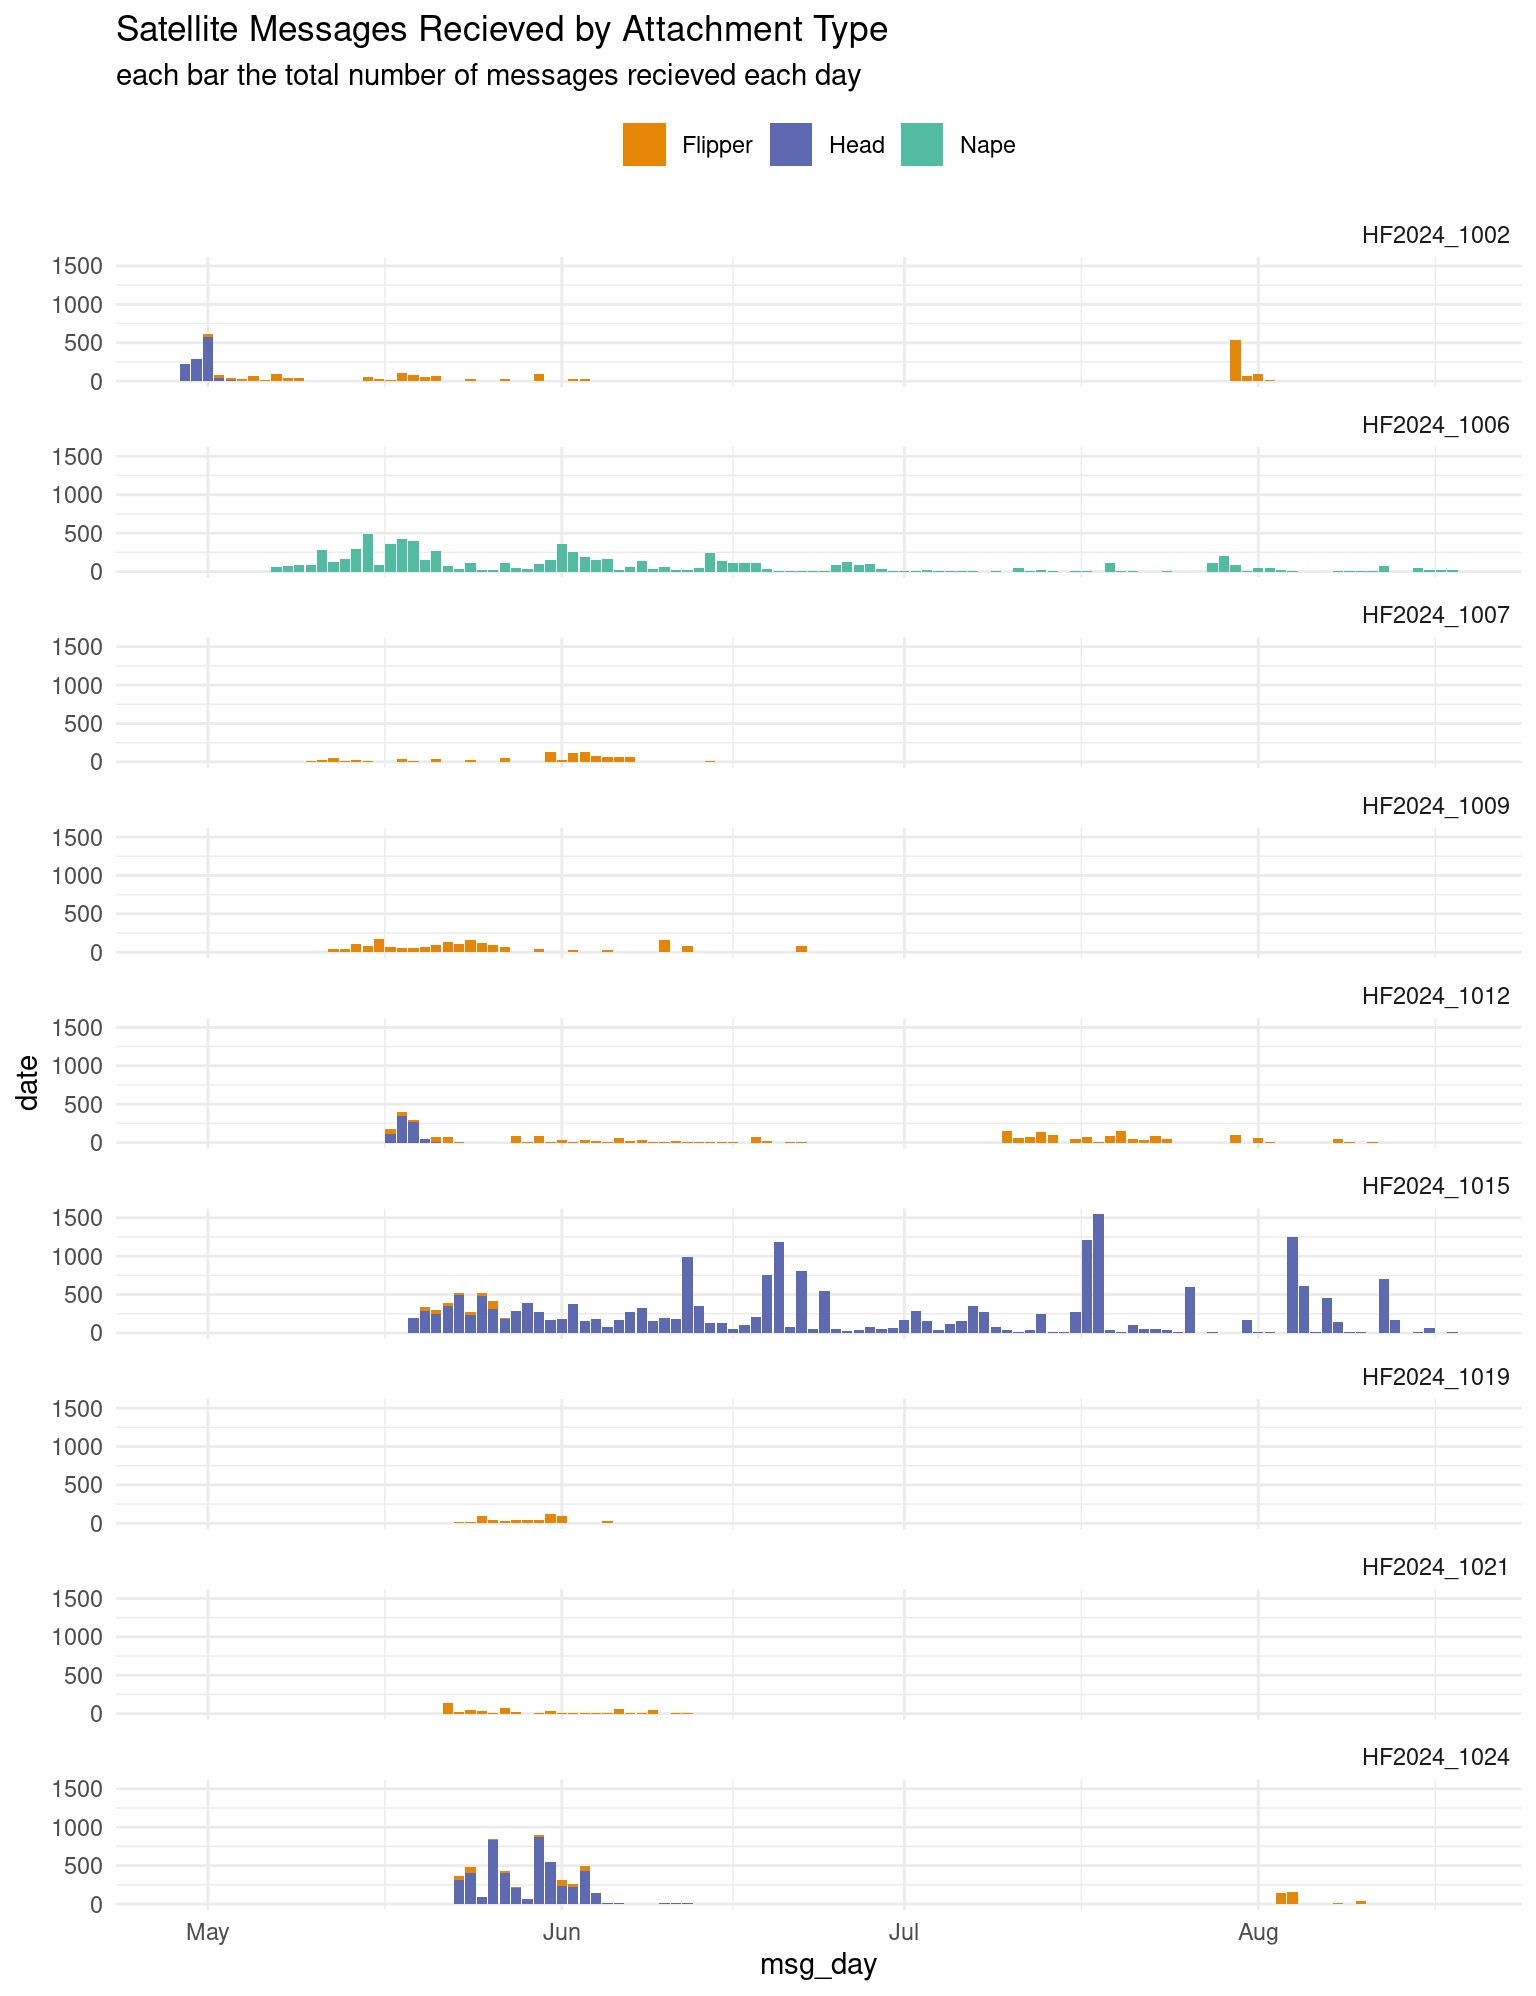 Satellite Messages Recieved by Attachment Type
each bar the total number of messages recieved each day
Flipper Head Nape
HF2024_1002
1500
1000
500
0
HF2024_1006
1500
1000
500
0
HF2024_1007
1500
1000
500
0
HF2024_1009
1500
1000
500
0
HF2024_1012
1500
1000
500
0
date
HF2024_1015
1500
1000
500
0
HF2024_1019
1500
1000
500
0
HF2024_1021
1500
1000
500
0
HF2024_1024
1500
1000
500
0
May Jun Jul Aug
msg_day